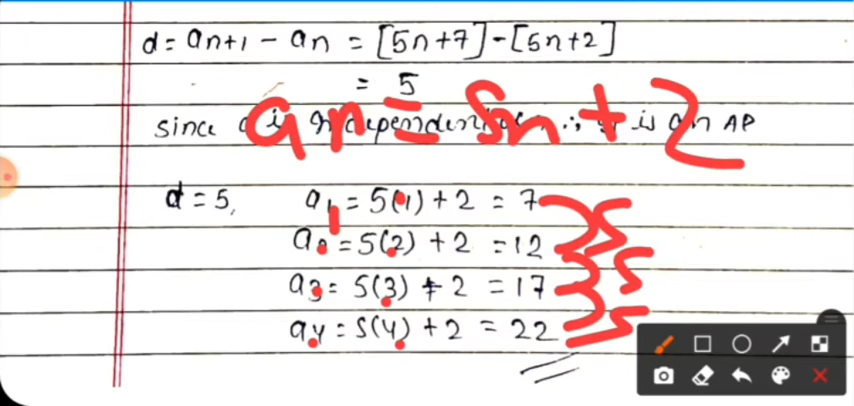 d = an+1 - an = [5n+7] - [5n+2]
= 5
an = 5n + 2
since is independent ∴ it is an AP
d = 5, a1 = 5(1) + 2 = 7
5
a2 = 5(2) + 2 = 12
5
a3 = 5(3) + 2 = 17
5
a4 = 5(4) + 2 = 22